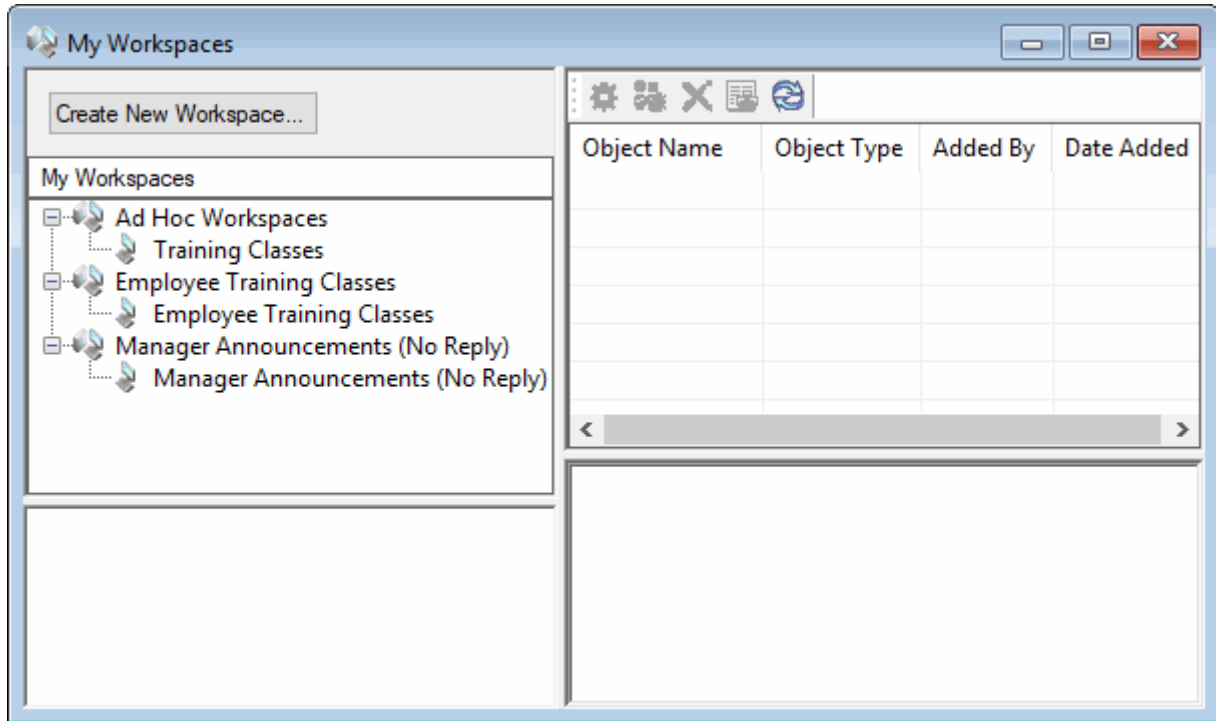 My Workspaces
Create New Workspace...
My Workspaces
Ad Hoc Workspaces
Training Classes
Employee Training Classes
Employee Training Classes
Manager Announcements (No Reply)
Manager Announcements (No Reply)
Object Name Object Type Added By Date Added